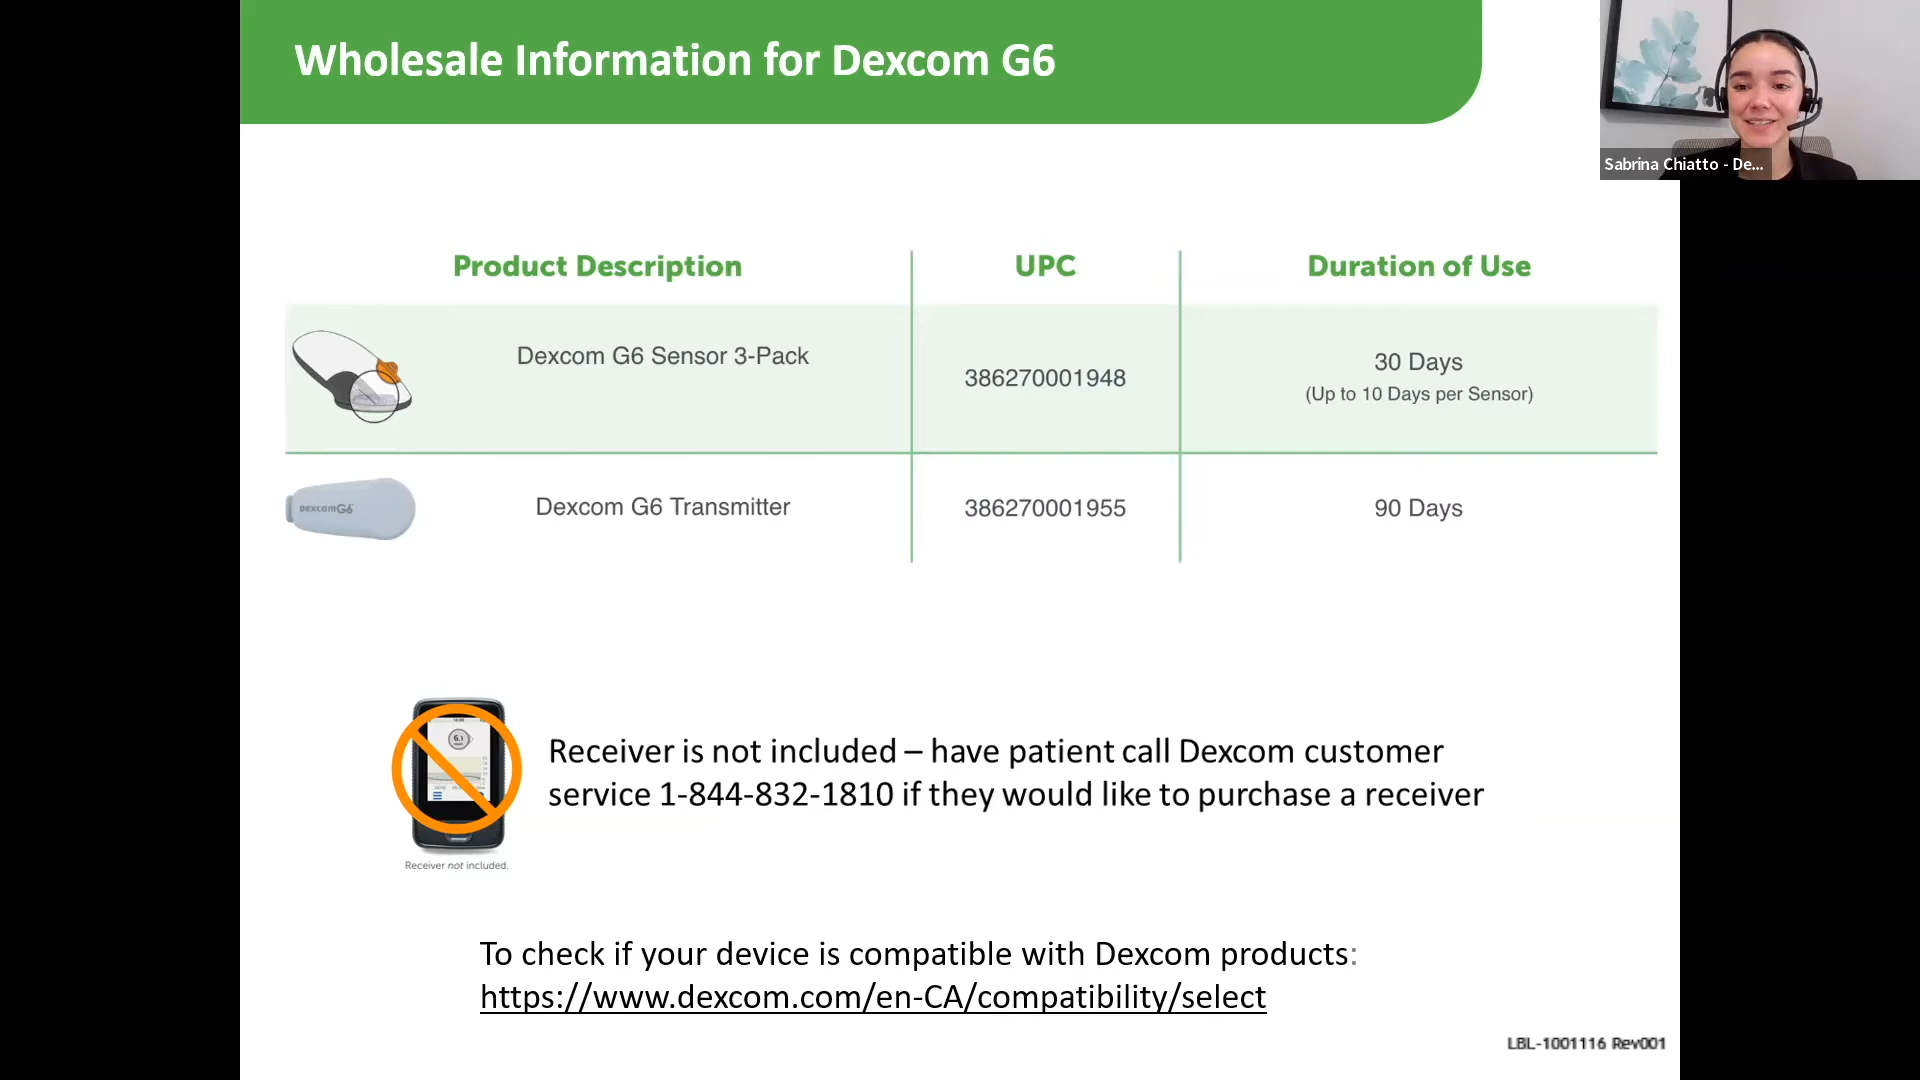 Wholesale Information for Dexcom G6
Sabrina Chiatto - De...
Product Description
UPC
Duration of Use
Dexcom G6 Sensor 3-Pack
386270001948
30 Days
(Up to 10 Days per Sensor)
DexcomG6
Dexcom G6 Transmitter
386270001955
90 Days
6.1
Receiver is not included – have patient call Dexcom customer
service 1-844-832-1810 if they would like to purchase a receiver
Receiver not included.
To check if your device is compatible with Dexcom products:
https://www.dexcom.com/en-CA/compatibility/select
LBL-1001116 Rev001